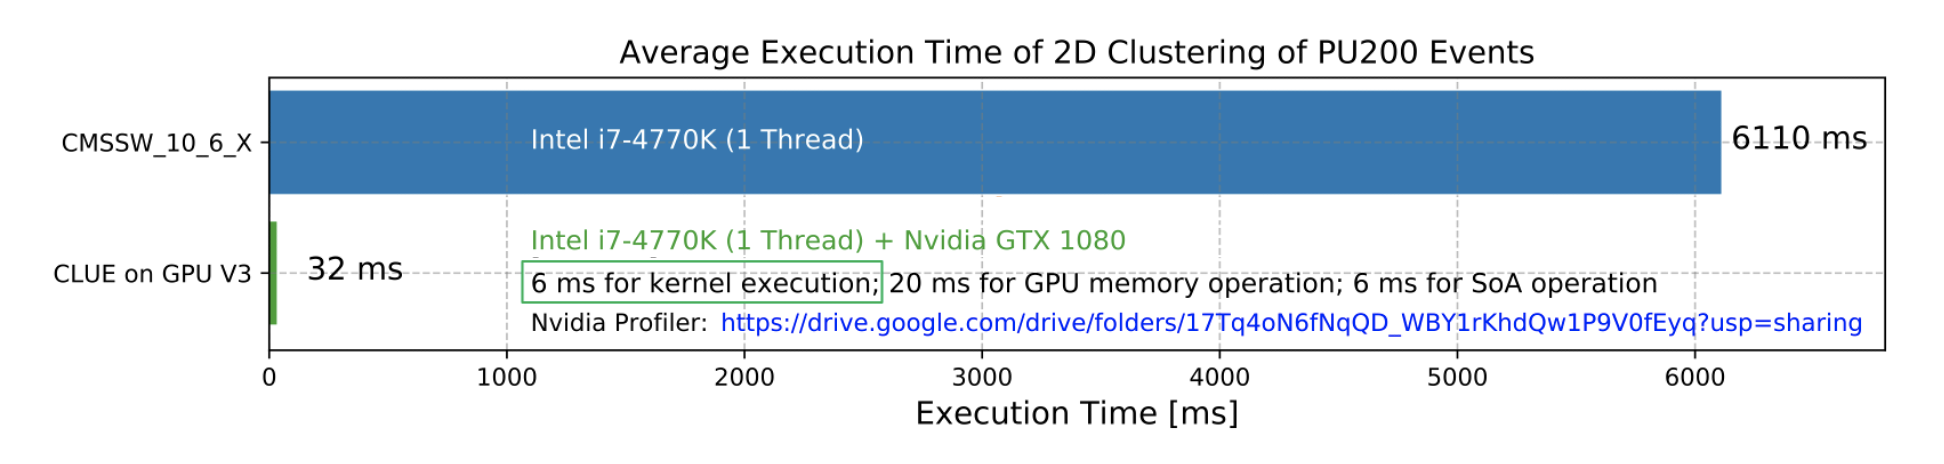 Average Execution Time of 2D Clustering of PU200 Events
CMSSW_10_6_X
Intel i7-4770K (1 Thread)
6110 ms
Intel i7-4770K (1 Thread) + Nvidia GTX 1080
CLUE on GPU V3
32 ms
6 ms for kernel execution; 20 ms for GPU memory operation; 6 ms for SoA operation
Nvidia Profiler: https://drive.google.com/drive/folders/17Tq4oN6fNqQD_WBY1rKhdQw1P9V0fEyq?usp=sharing
0 1000 2000 3000 4000 5000 6000
Execution Time [ms]